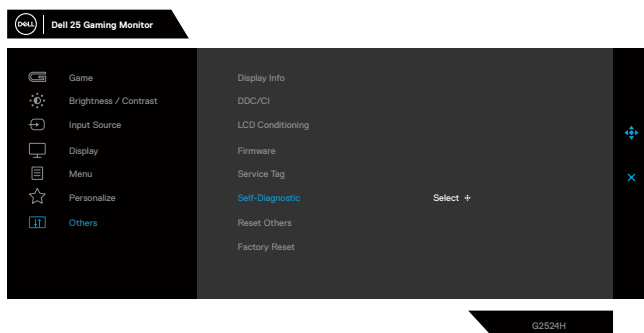 DELL
Dell 25 Gaming Monitor
Game
Brightness / Contrast
Input Source
Display
Menu
Personalize
Others
Display Info
DDC/CI
LCD Conditioning
Firmware
Service Tag
Self-Diagnostic Select
Reset Others
Factory Reset
G2524H